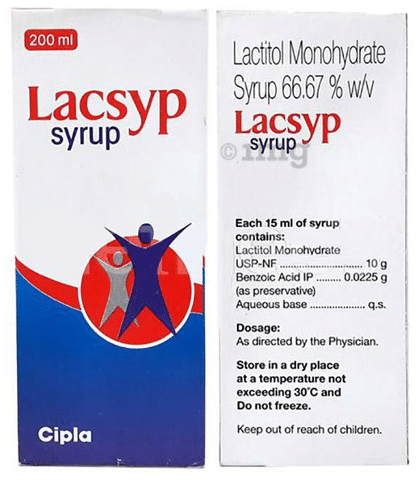 200 ml
Lacsyp
syrup
Cipla
Lactitol Monohydrate
Syrup 66.67 % w/v
Lacsyp
syrup
Each 15 ml of syrup
contains:
Lactitol Monohydrate
USP-NF ..................... 10 g
Benzoic Acid IP ......... 0.0225 g
(as preservative)
Aqueous base ............ q.s.
Dosage:
As directed by the Physician.
Store in a dry place
at a temperature not
exceeding 30°C and
Do not freeze.
Keep out of reach of children.